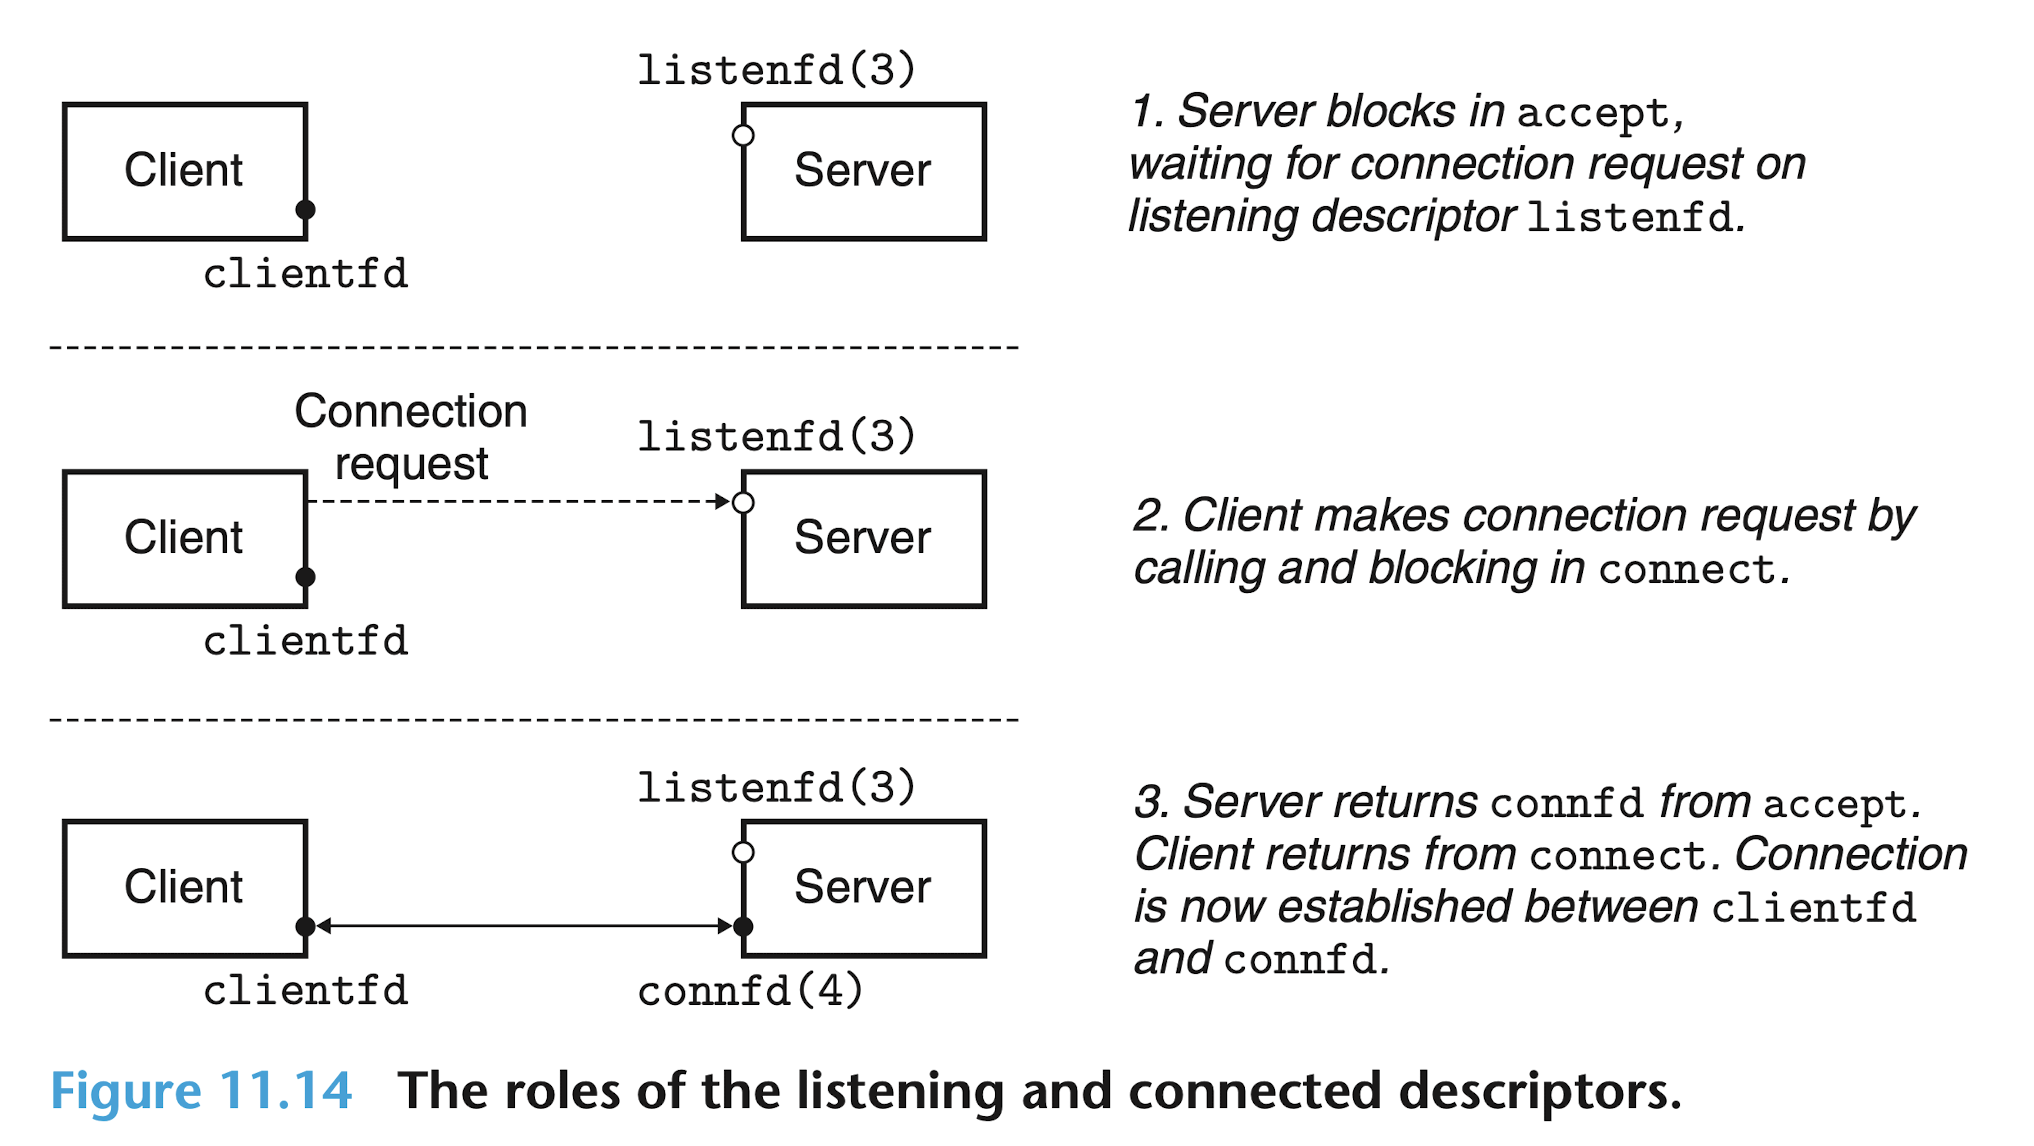 listenfd(3)
Client
Server
clientfd
1. Server blocks in accept,
waiting for connection request on
listening descriptor listenfd.
Connection
request
listenfd(3)
Client
Server
clientfd
2. Client makes connection request by
calling and blocking in connect.
listenfd(3)
Client
Server
clientfd
connfd(4)
3. Server returns connfd from accept.
Client returns from connect. Connection
is now established between clientfd
and connfd.
Figure 11.14 The roles of the listening and connected descriptors.